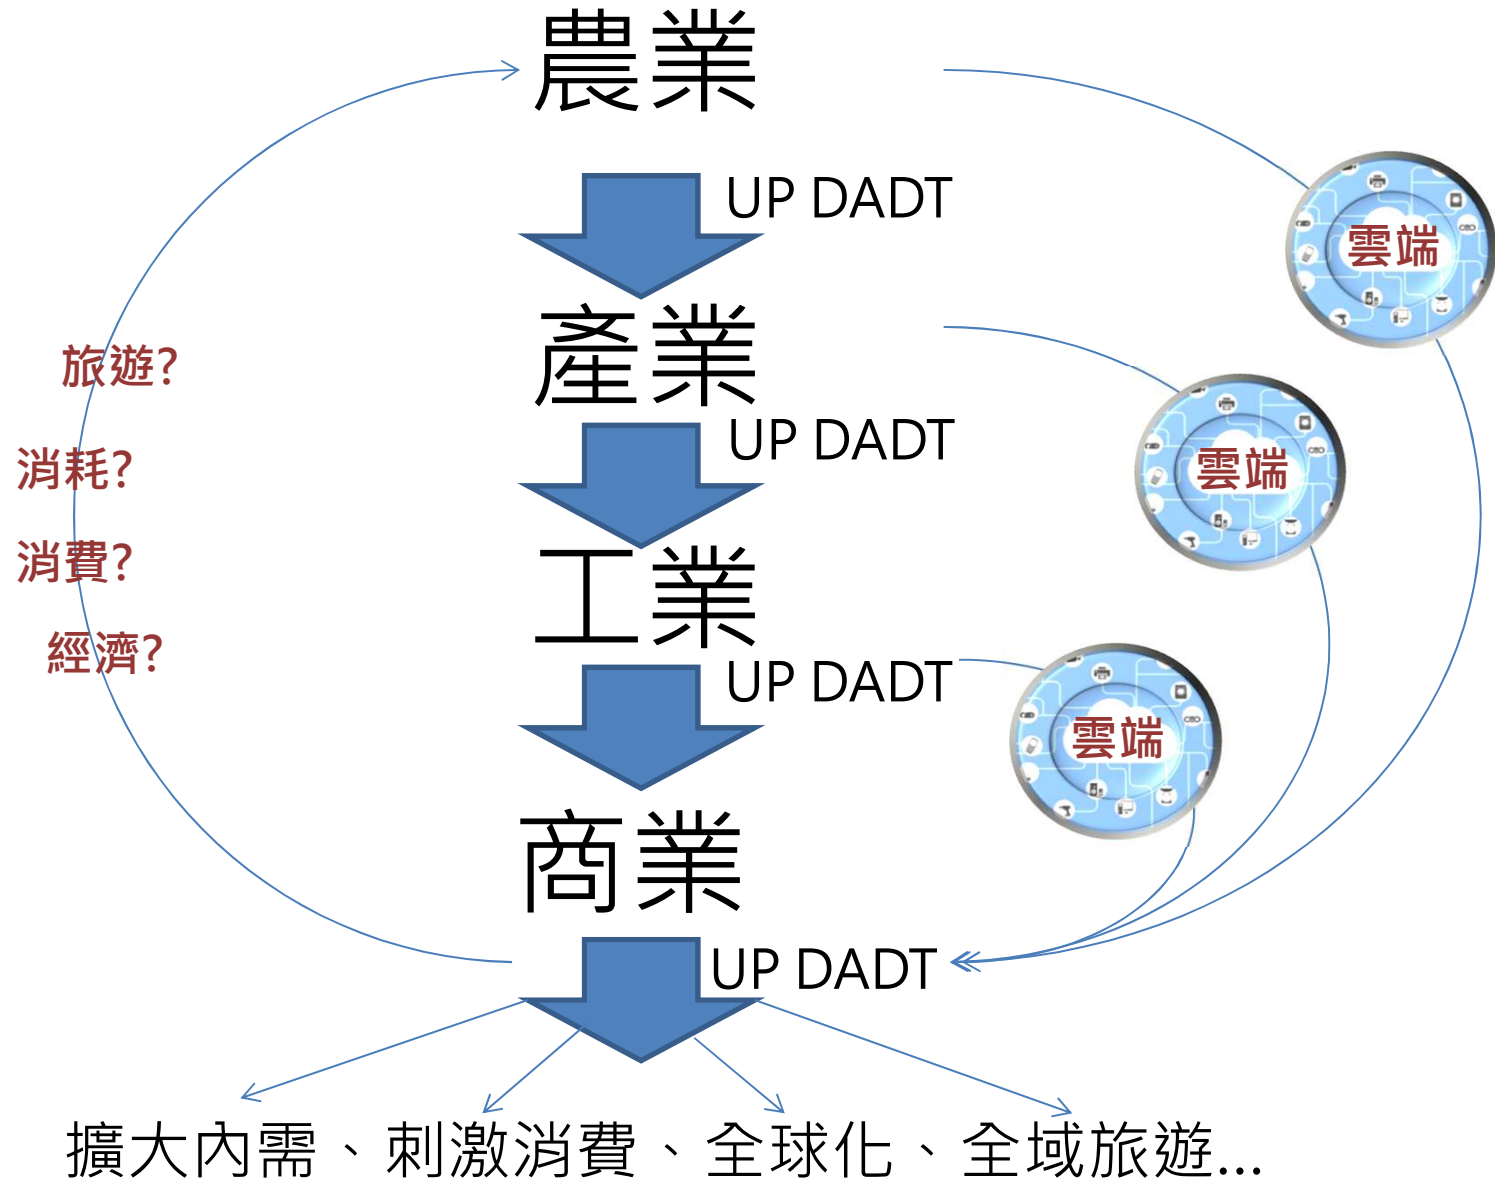 農業
UP DADT
雲端
產業
旅遊?
UP DADT
雲端
消耗?
工業
消費?
經濟?
UP DADT
雲端
商業
UP DADT
擴大內需、刺激消費、全球化、全域旅遊...